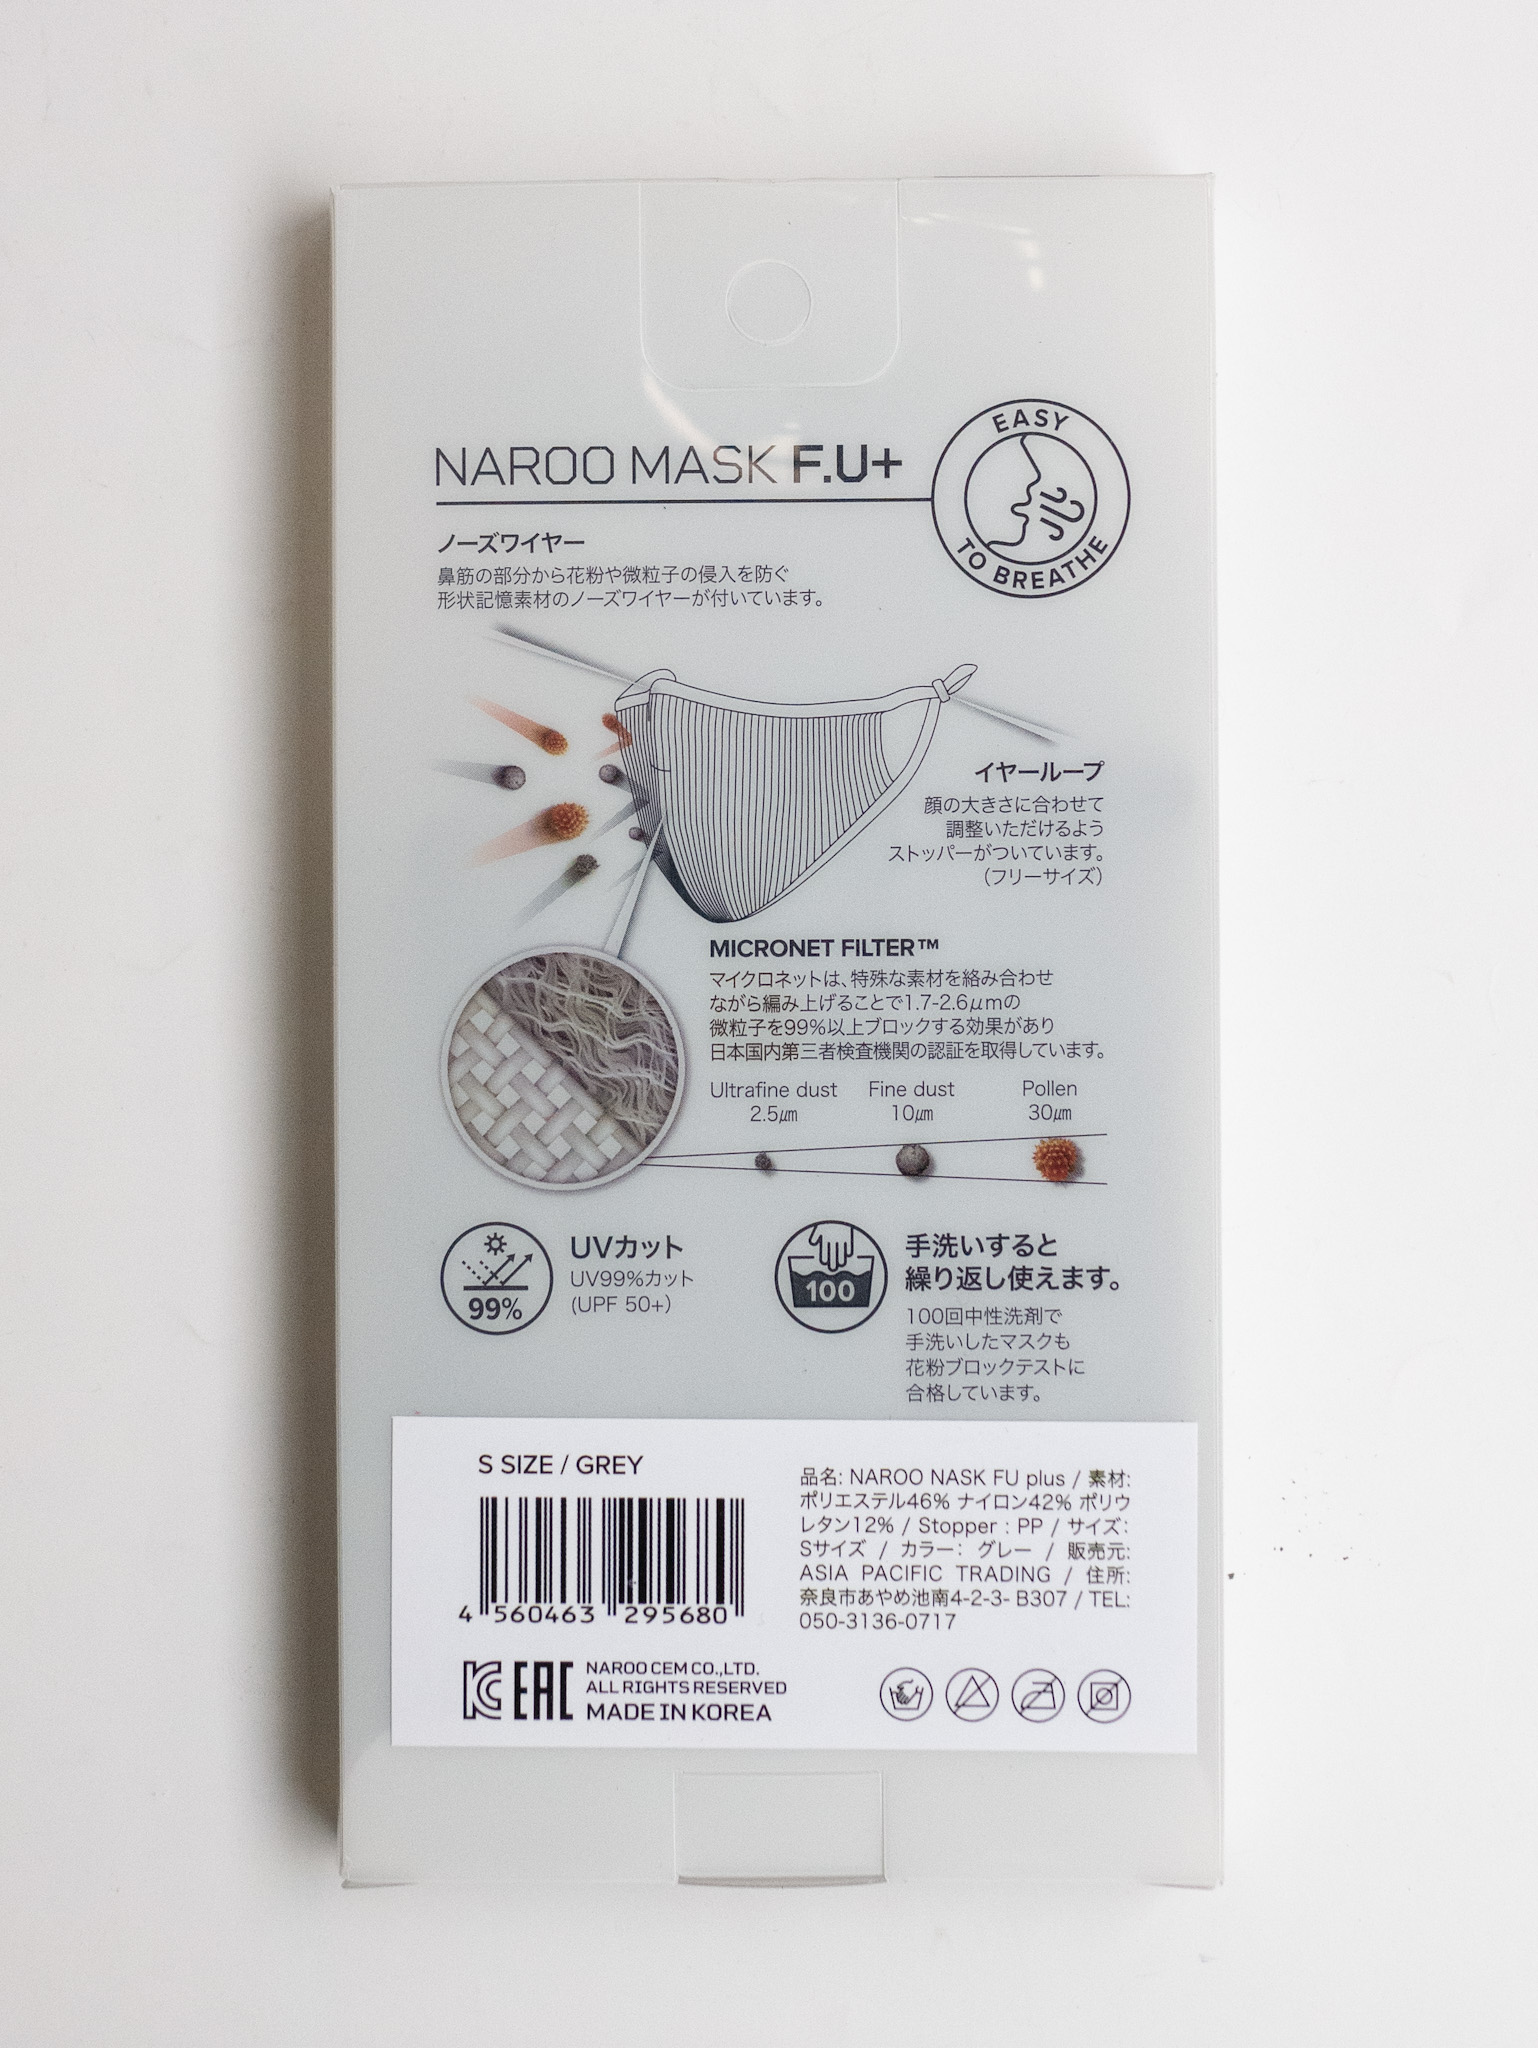 EASY
TO BREATHE
NAROO MASK F.U+
ノーズワイヤー
鼻筋の部分から花粉や微粒子の侵入を防ぐ
形状記憶素材のノーズワイヤーが付いています。
イヤーループ
顔の大きさに合わせて
調整いただけるよう
ストッパーがついています。
(フリーサイズ)
MICRONET FILTER™
マイクロネットは、特殊な素材を絡み合わせ
ながら編み上げることで1.7-2.6μmの
微粒子を99%以上ブロックする効果があり
日本国内第三者検査機関の認証を取得しています。
Ultrafine dust Fine dust Pollen
2.5㎛ 10㎛ 30㎛
99%
UVカット
UV99%カット
(UPF 50+)
100
手洗いすると
繰り返し使えます。
100回中性洗剤で
手洗いしたマスクも
花粉ブロックテストに
合格しています。
S SIZE / GREY
4 560463 295680
品名: NAROO NASK FU plus / 素材:
ポリエステル46% ナイロン42% ポリウ
レタン12% / Stopper : PP / サイズ:
Sサイズ / カラー: グレー / 販売元:
ASIA PACIFIC TRADING / 住所:
奈良市あやめ池南4-2-3- B307 / TEL:
050-3136-0717
KC EAC
NAROO CEM CO.,LTD.
ALL RIGHTS RESERVED
MADE IN KOREA